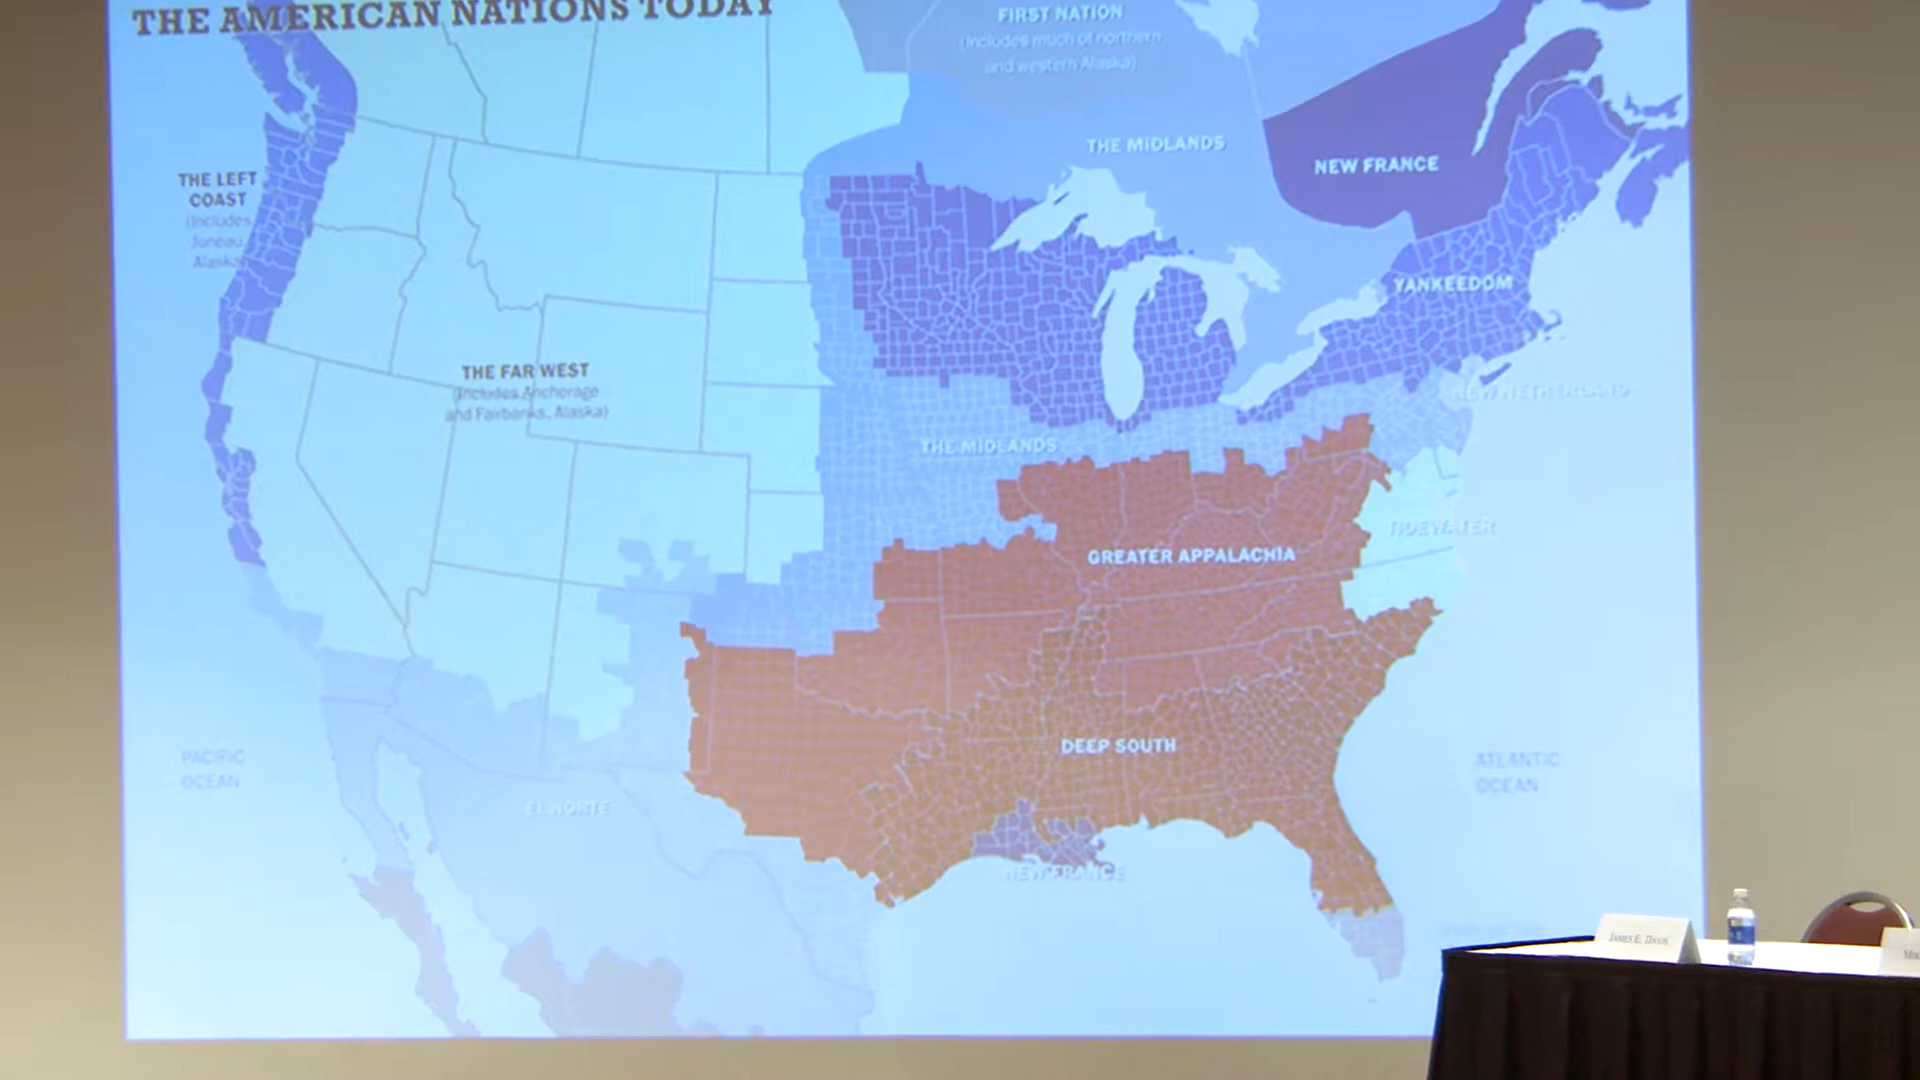 THE AMERICAN NATIONS TODAY
FIRST NATION
(Includes much of northern
and western Alaska)
THE MIDLANDS
NEW FRANCE
THE LEFT
COAST
(Includes
Juneau,
Alaska)
YANKEEDOM
THE FAR WEST
(Includes Anchorage
and Fairbanks, Alaska)
NEW NETHERLAND
THE MIDLANDS
TIDEWATER
GREATER APPALACHIA
DEEP SOUTH
PACIFIC
OCEAN
ATLANTIC
OCEAN
EL NORTE
NEW FRANCE
JAMES E. DAVIS